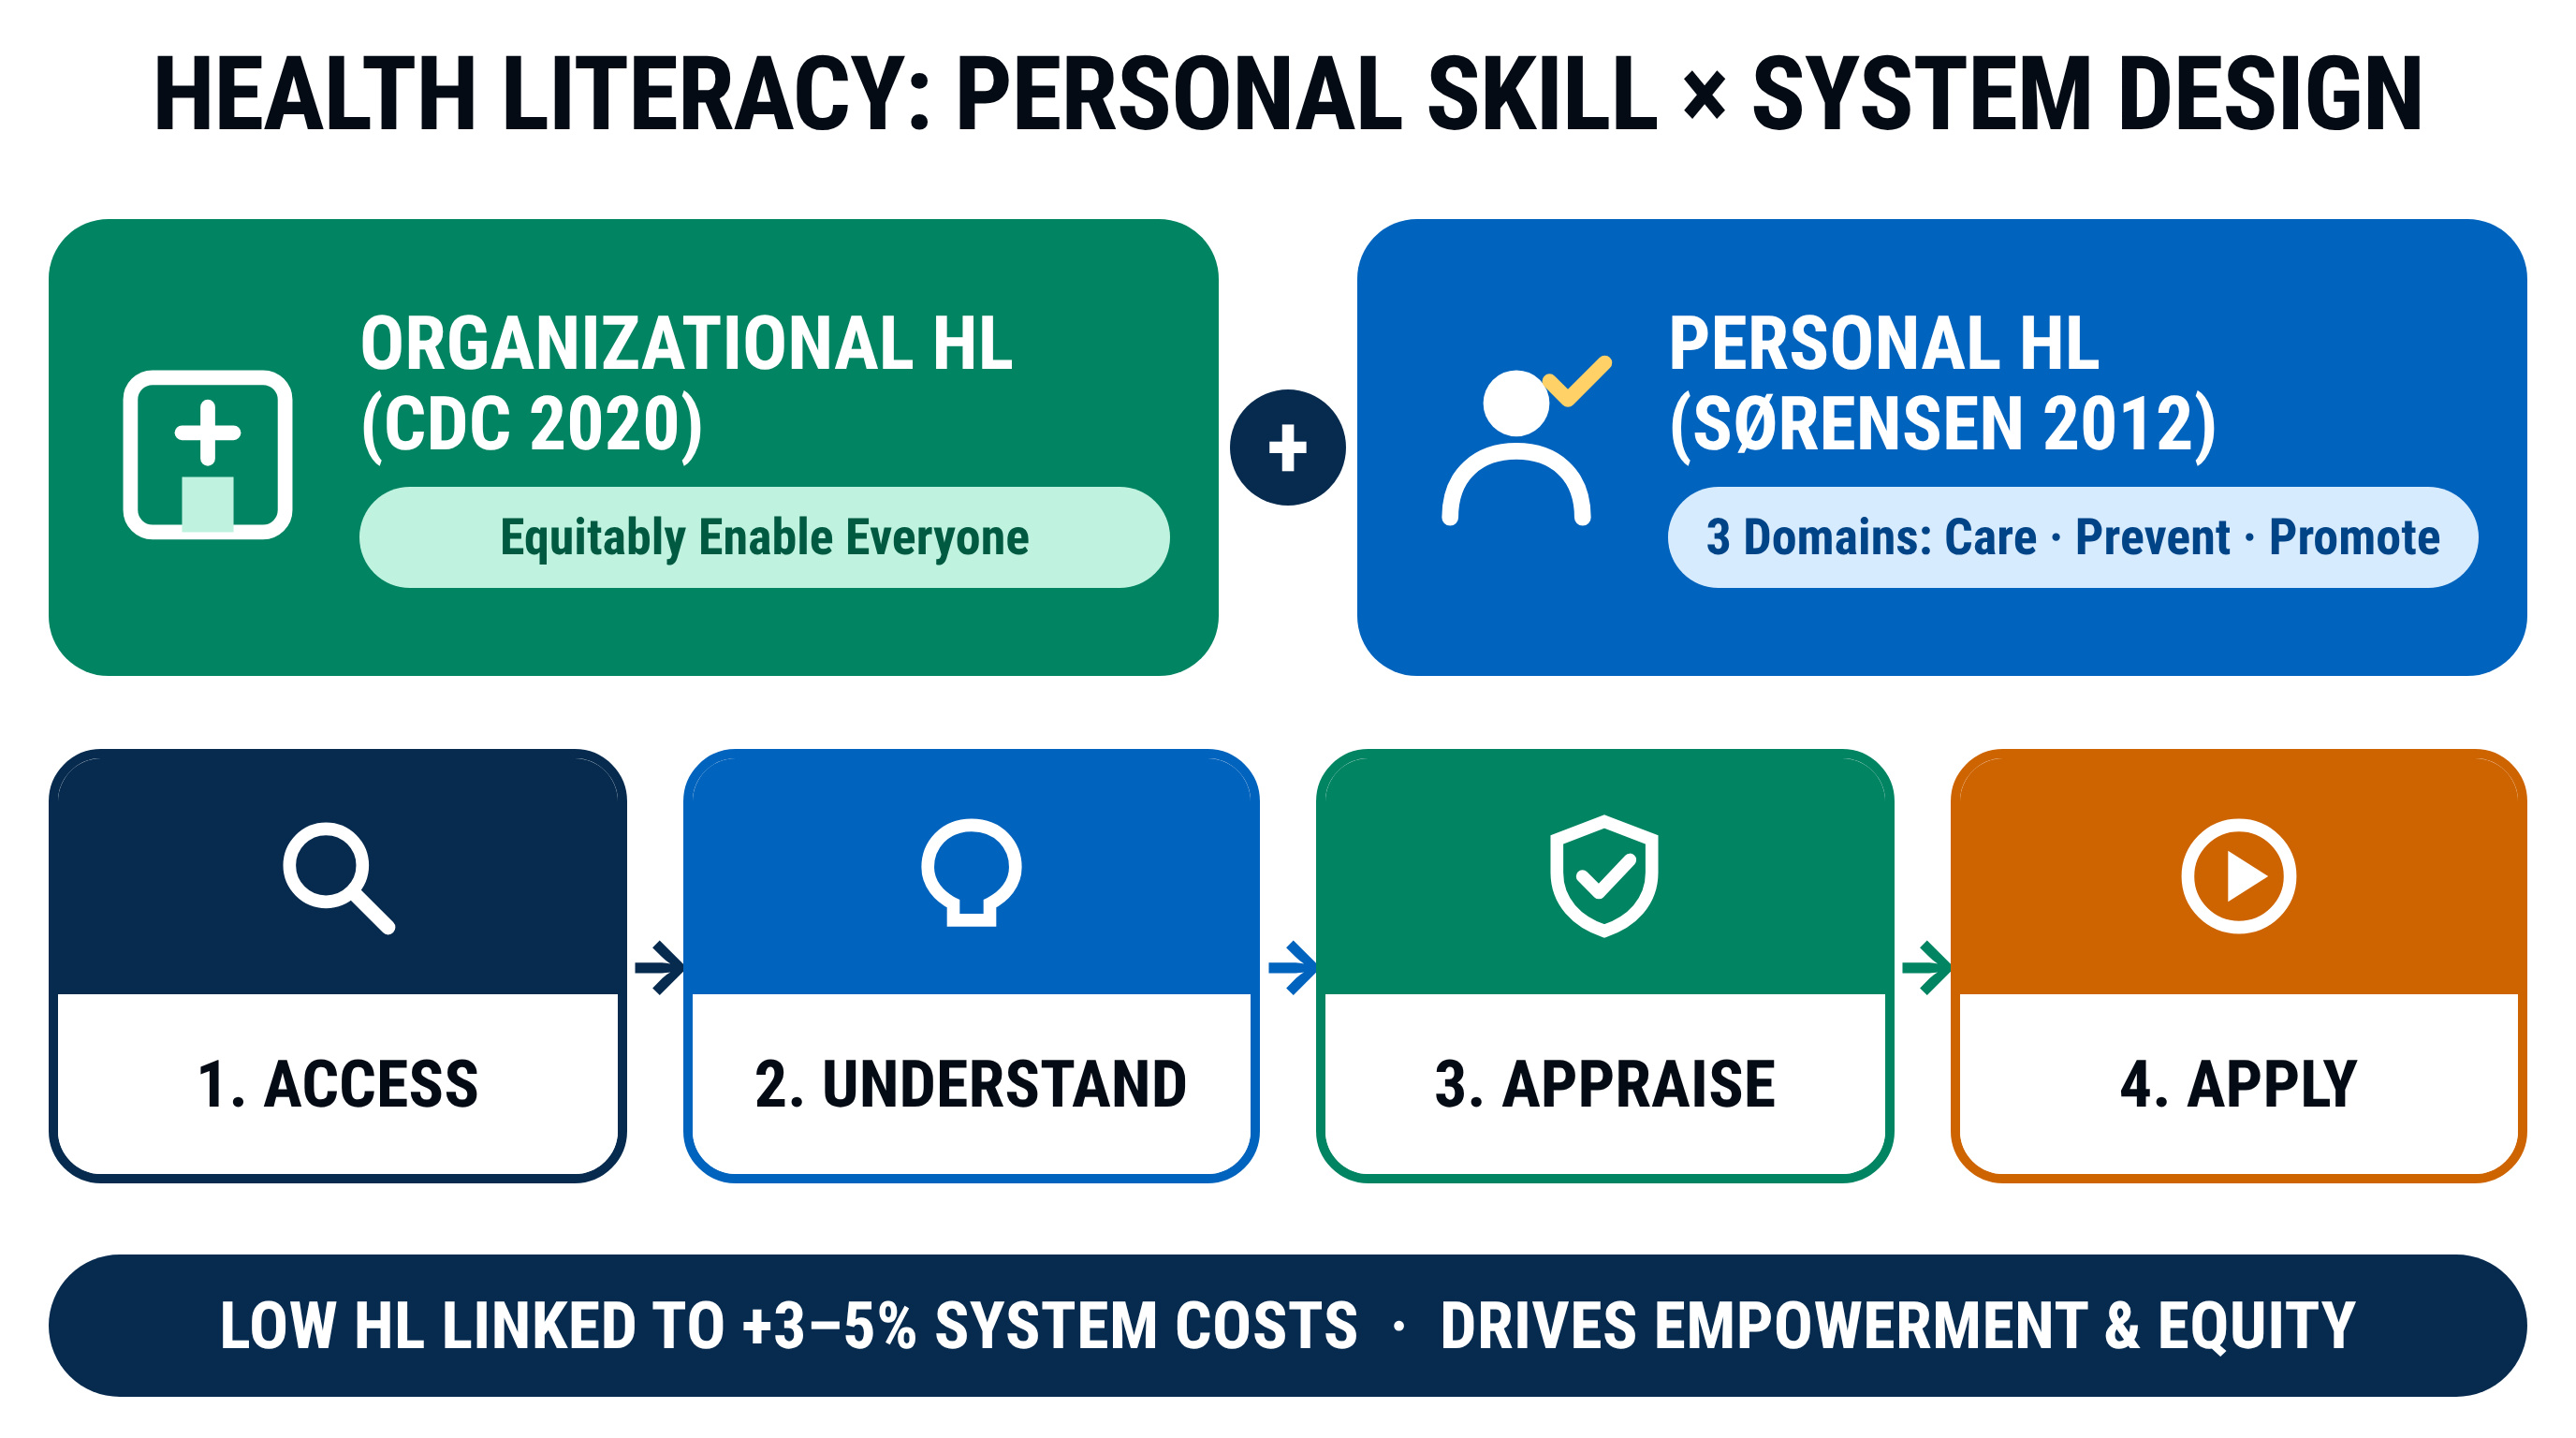 HEALTH LITERACY: PERSONAL SKILL × SYSTEM DESIGN
ORGANIZATIONAL HL
(CDC 2020)
Equitably Enable Everyone
+
PERSONAL HL
(SØRENSEN 2012)
3 Domains: Care · Prevent · Promote
1. ACCESS
2. UNDERSTAND
3. APPRAISE
4. APPLY
LOW HL LINKED TO +3–5% SYSTEM COSTS · DRIVES EMPOWERMENT & EQUITY